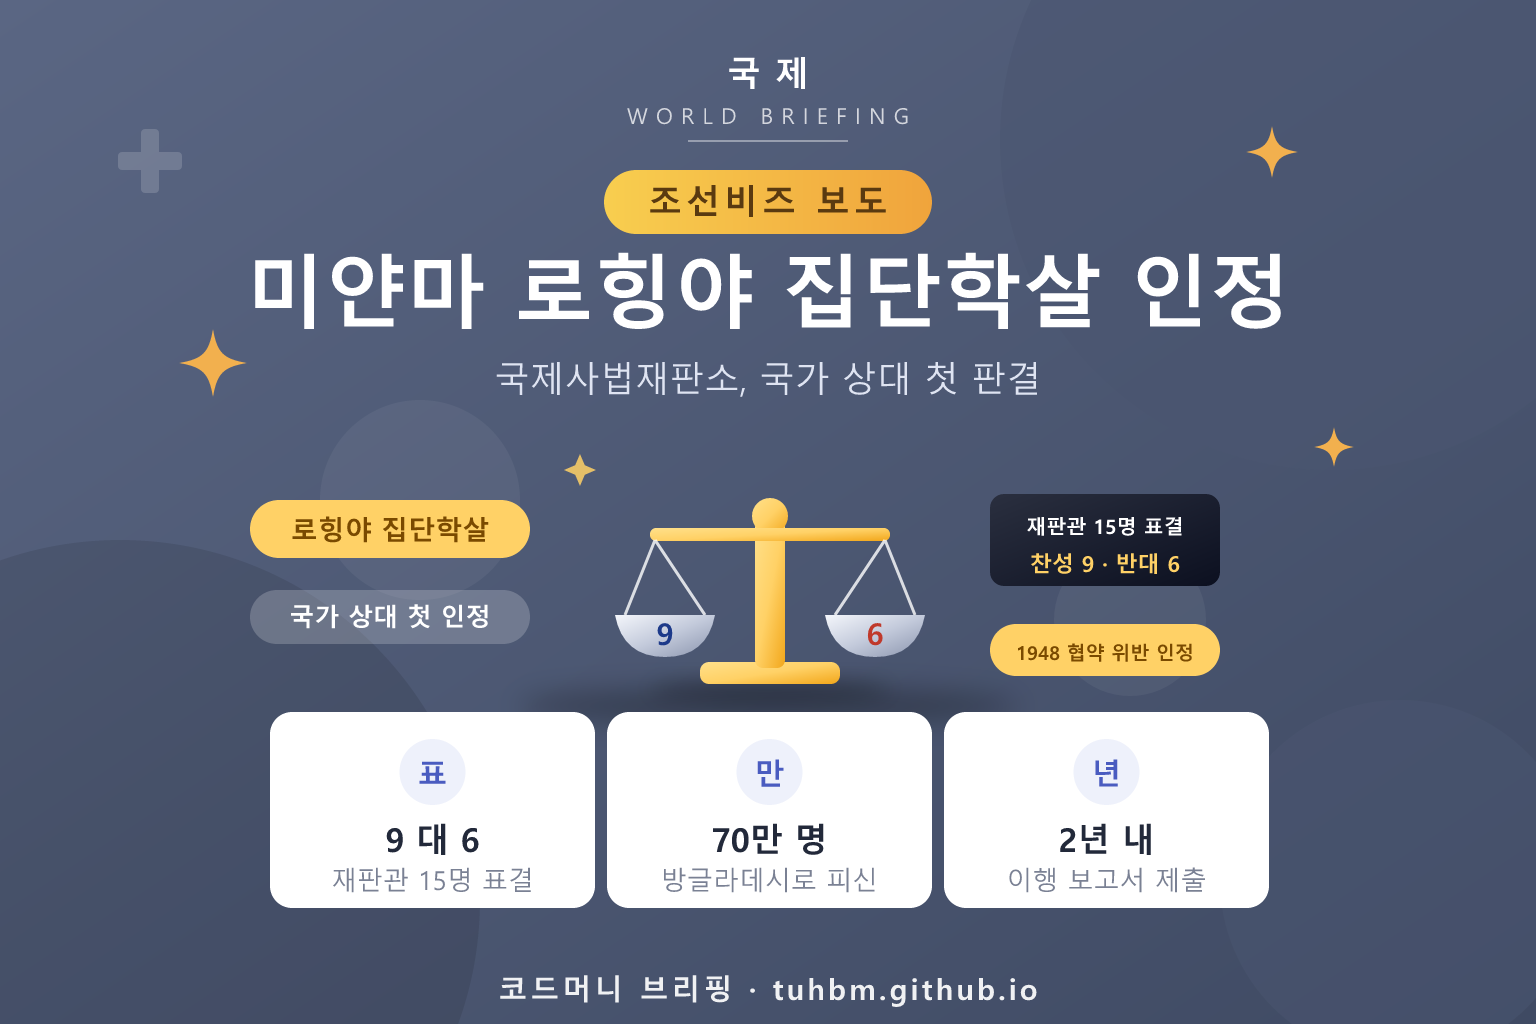 국제
WORLD BRIEFING
조선비즈 보도
미얀마 로힝야 집단학살 인정
국제사법재판소, 국가 상대 첫 판결
로힝야 집단학살
국가 상대 첫 인정
9
6
재판관 15명 표결
찬성 9 · 반대 6
1948 협약 위반 인정
표
9 대 6
재판관 15명 표결
만
70만 명
방글라데시로 피신
년
2년 내
이행 보고서 제출
코드머니 브리핑 · tuhbm.github.io